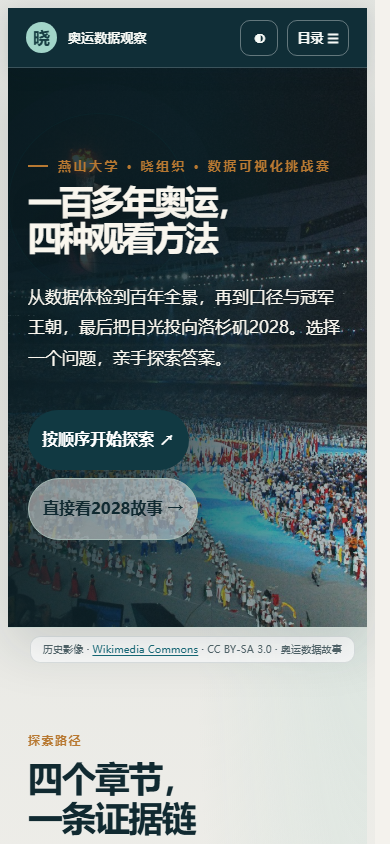 晓 奥运数据观察 目录
燕山大学 • 晓组织 • 数据可视化挑战赛
一百多年奥运，
四种观看方法
从数据体检到百年全景，再到口径与冠军
王朝，最后把目光投向洛杉矶2028。选择
一个问题，亲手探索答案。
按顺序开始探索 ↗
直接看2028故事 →
历史影像 · Wikimedia Commons · CC BY-SA 3.0 · 奥运数据故事
探索路径
四个章节，
一条证据链